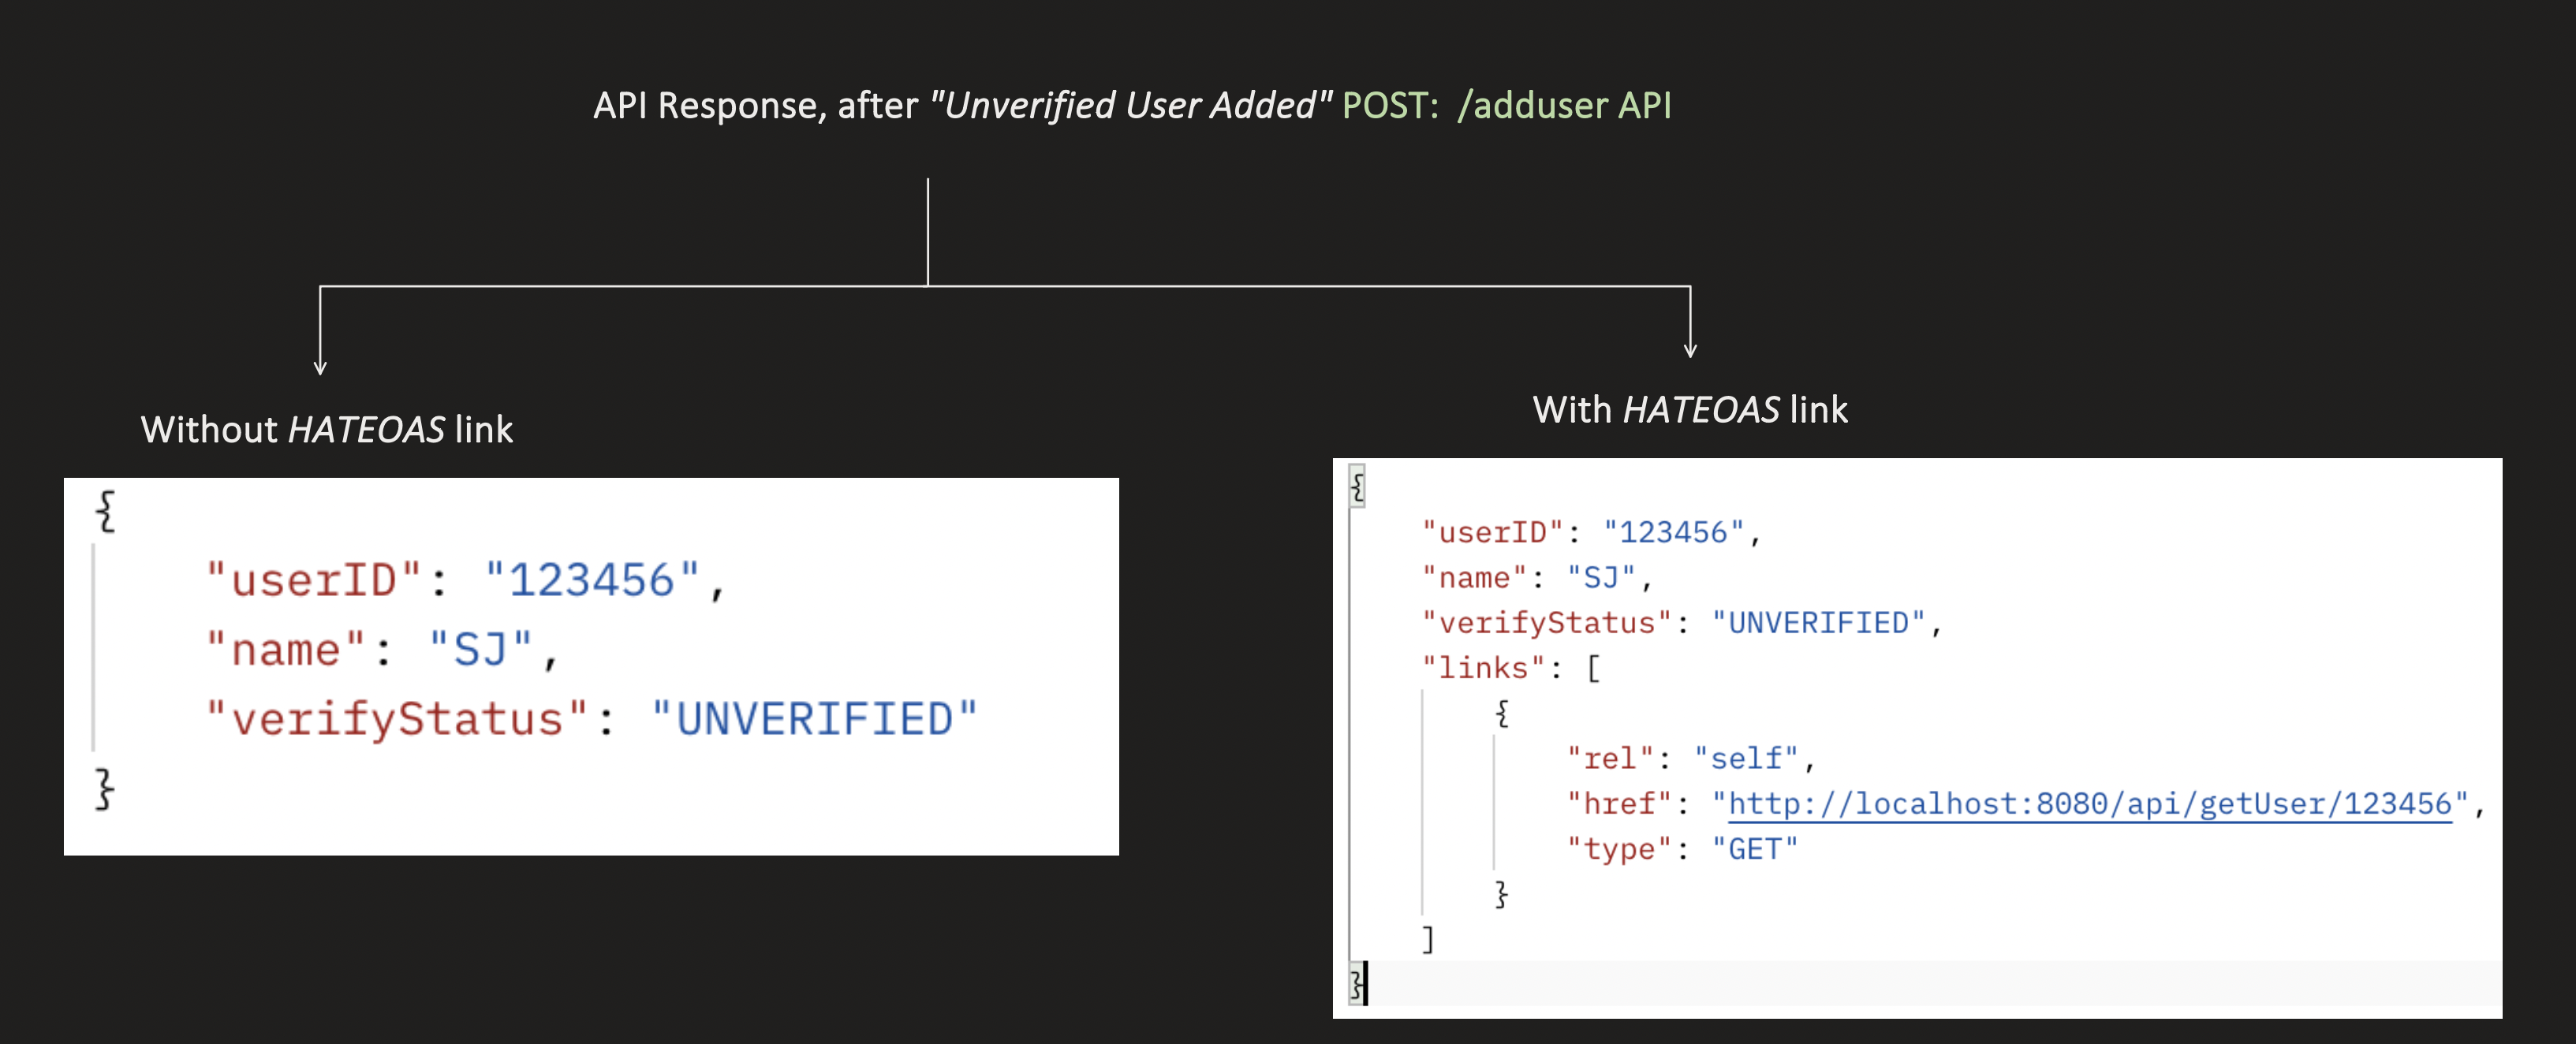 API Response, after "Unverified User Added" POST: /adduser API
Without HATEOAS link
{
"userID": "123456",
"name": "SJ",
"verifyStatus": "UNVERIFIED"
}
With HATEOAS link
{
"userID": "123456",
"name": "SJ",
"verifyStatus": "UNVERIFIED",
"links": [
{
"rel": "self",
"href": "http://localhost:8080/api/getUser/123456",
"type": "GET"
}
]
}